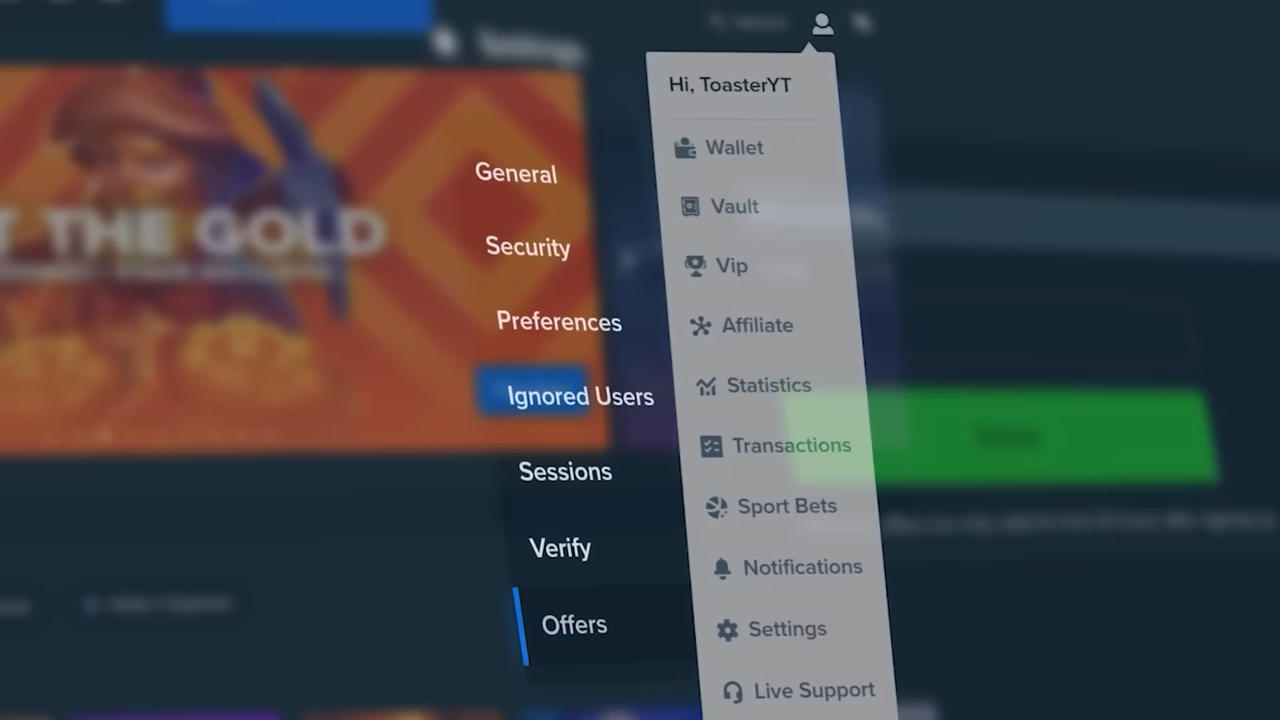 Settings
Hi, ToasterYT
Wallet
Vault
Vip
Affiliate
Statistics
Transactions
Sport Bets
Notifications
Settings
Live Support
General
Security
Preferences
Ignored Users
Sessions
Verify
Offers
THE GOLD